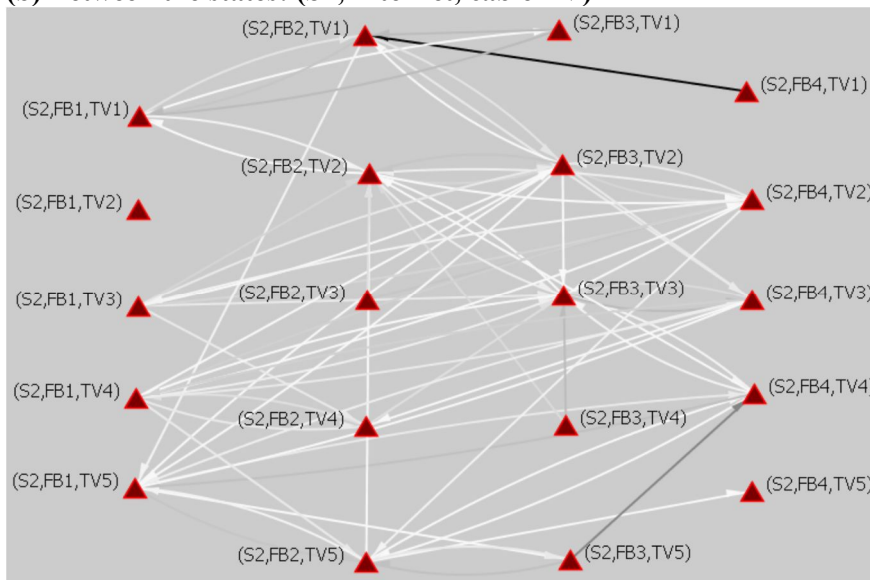 (S2,FB2,TV1)
(S2,FB3,TV1)
(S2,FB4,TV1)
(S2,FB1,TV1)
(S2,FB2,TV2)
(S2,FB3,TV2)
(S2,FB4,TV2)
(S2,FB1,TV2)
(S2,FB1,TV3)
(S2,FB2,TV3)
(S2,FB3,TV3)
(S2,FB4,TV3)
(S2,FB1,TV4)
(S2,FB2,TV4)
(S2,FB3,TV4)
(S2,FB4,TV4)
(S2,FB1,TV5)
(S2,FB4,TV5)
(S2,FB2,TV5)
(S2,FB3,TV5)